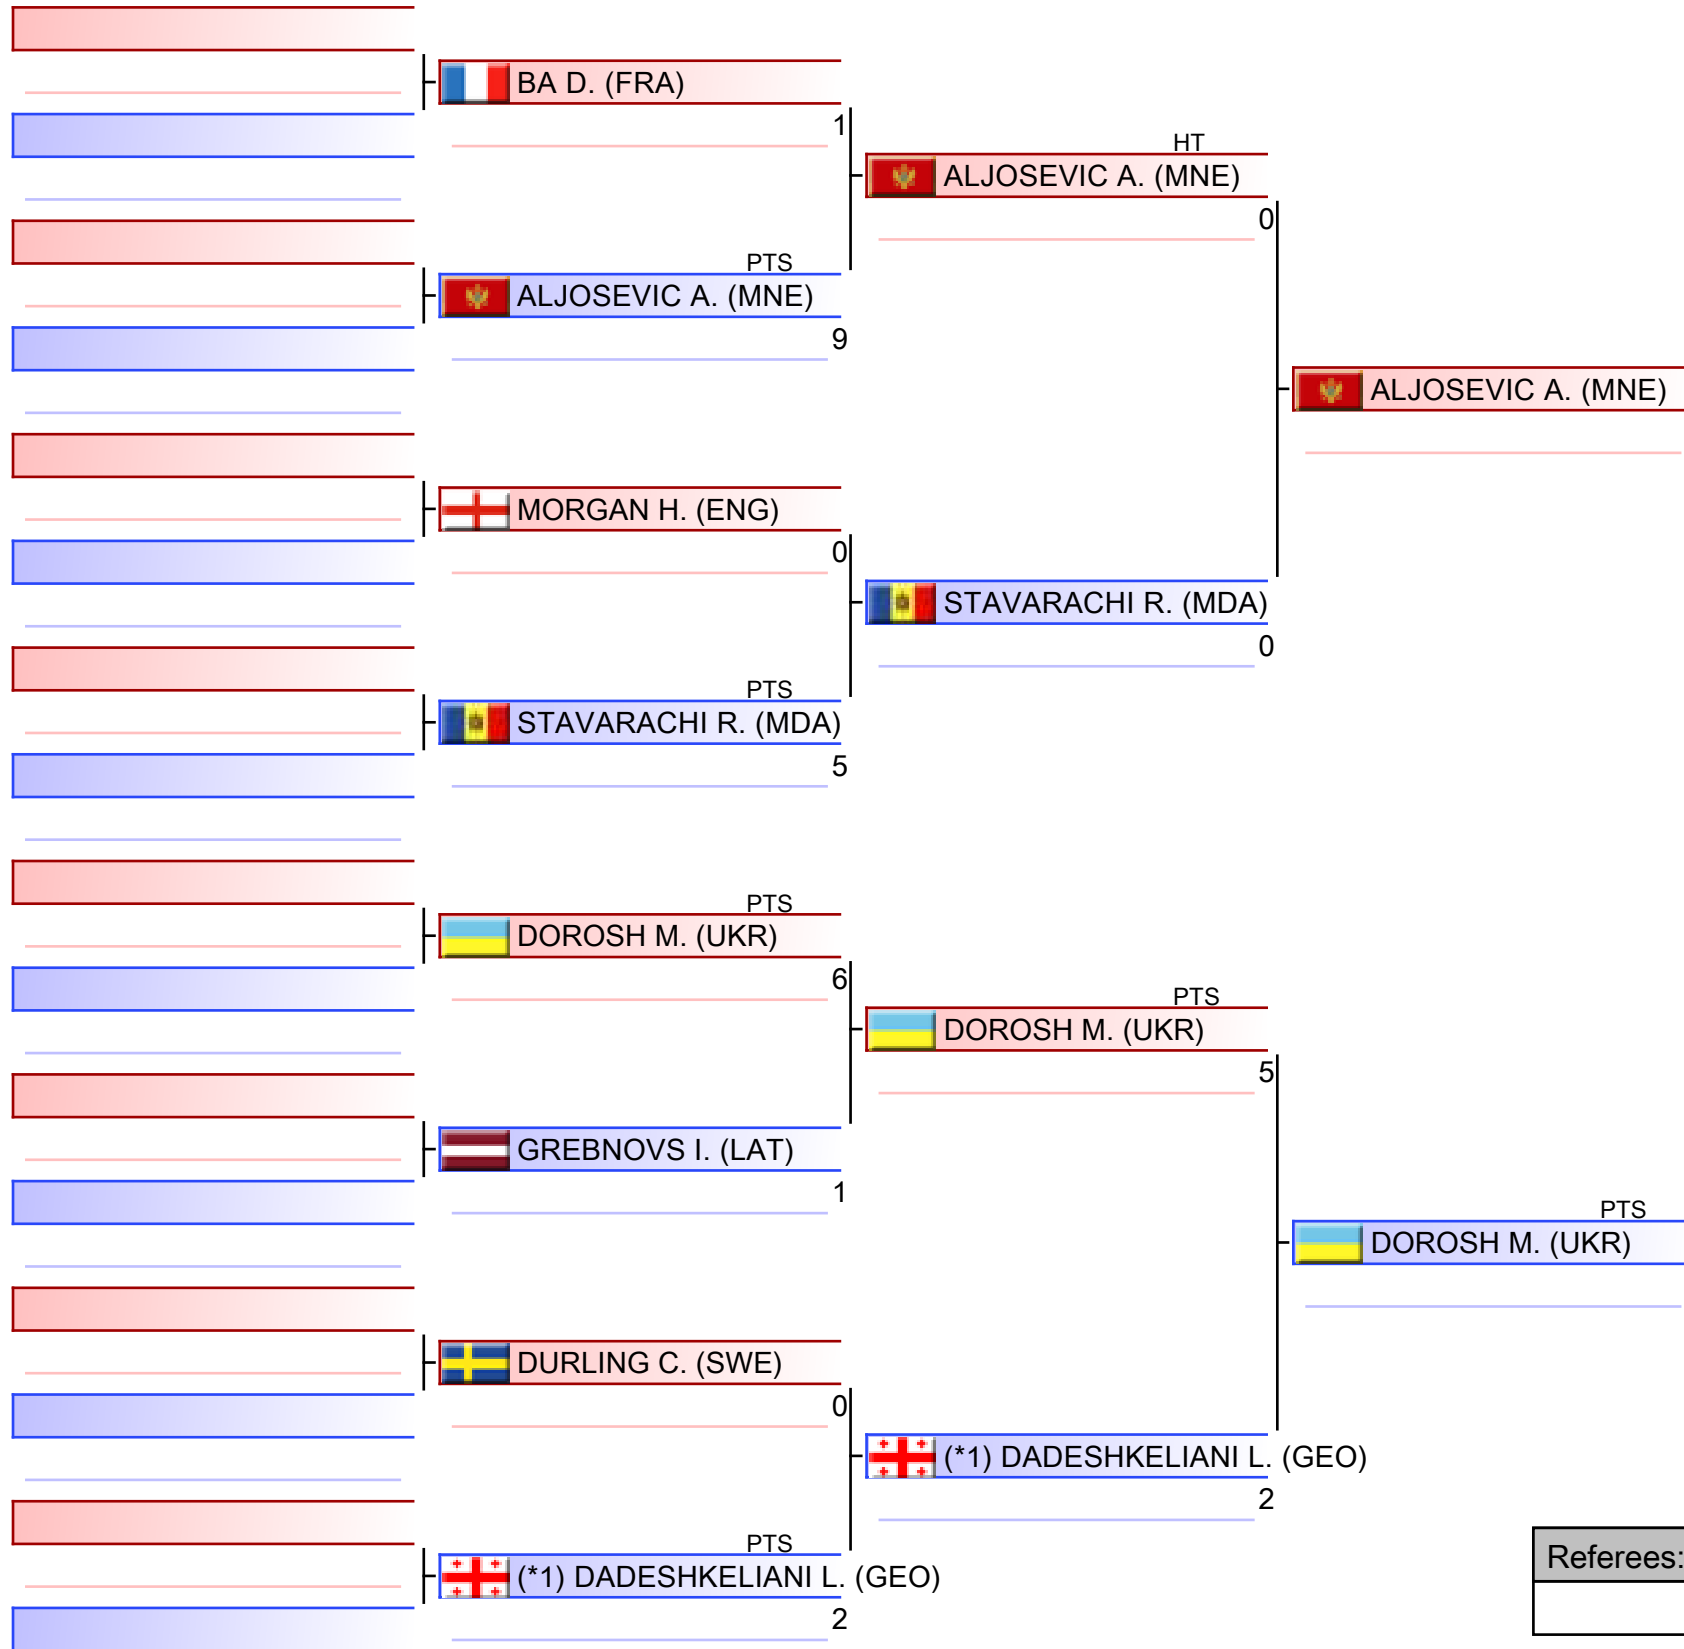 BA D. (FRA)
1
HT
ALJOSEVIC A. (MNE)
0
PTS
ALJOSEVIC A. (MNE)
9
ALJOSEVIC A. (MNE)
MORGAN H. (ENG)
0
STAVARACHI R. (MDA)
0
PTS
STAVARACHI R. (MDA)
5
PTS
DOROSH M. (UKR)
6
PTS
DOROSH M. (UKR)
5
GREBNOVS I. (LAT)
1
PTS
DOROSH M. (UKR)
DURLING C. (SWE)
0
(*1) DADESHKELIANI L. (GEO)
2
PTS
(*1) DADESHKELIANI L. (GEO)
2
Referees: